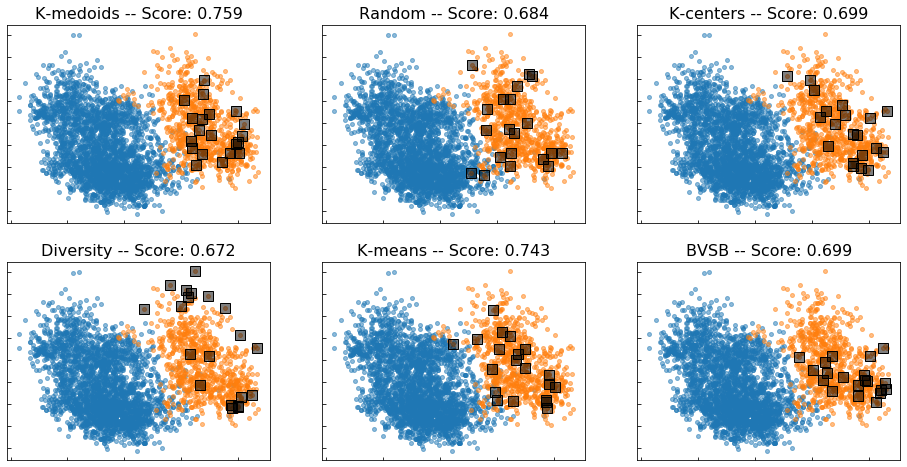 K-medoids -- Score: 0.759
Random -- Score: 0.684
K-centers -- Score: 0.699
Diversity -- Score: 0.672
K-means -- Score: 0.743
BVSB -- Score: 0.699